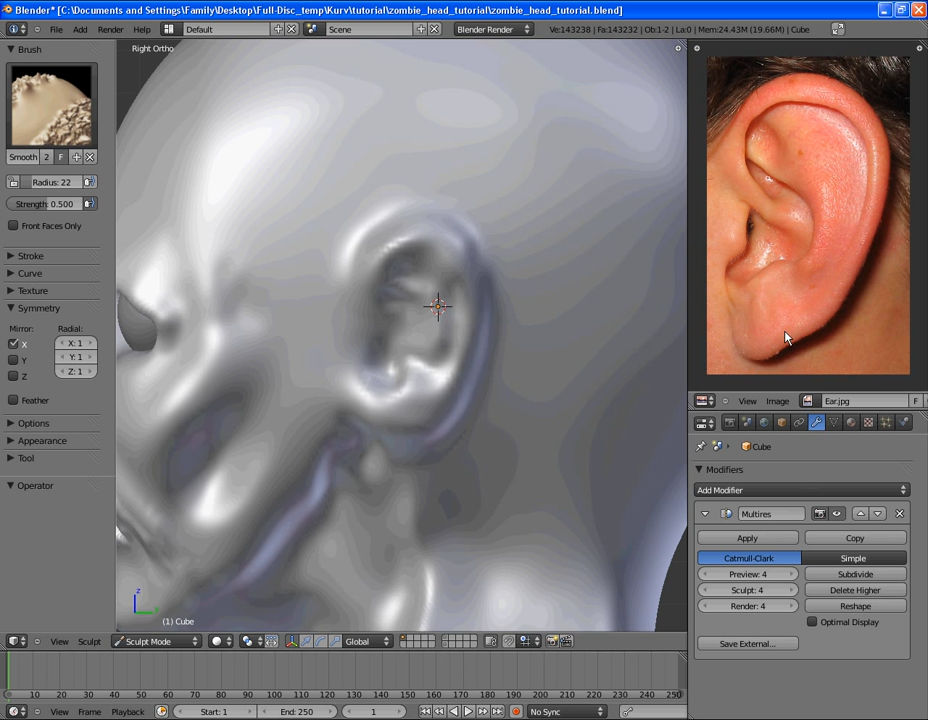 Blender* [C:\Documents and Settings\Family\Desktop\Full-Disc_temp\Kurv\tutorial\zombie_head_tutorial\zombie_head_tutorial.blend]
File Add Render Help Default Scene Blender Render Ve:143238 | Fa:143232 | Ob:1-2 | La:0 | Mem:24.43M (19.66M) | Cube
Brush
Smooth 2 F
Radius: 22
Strength: 0.500
Front Faces Only
Stroke
Curve
Texture
Symmetry
Mirror: Radial:
X X: 1
Y Y: 1
Z Z: 1
Feather
Options
Appearance
Tool
Operator
Right Ortho
z
y
(1) Cube
View Sculpt Sculpt Mode Global
View Image Ear.jpg F
Cube
Modifiers
Add Modifier
Multires
Apply Copy
Catmull-Clark Simple
Preview: 4 Subdivide
Sculpt: 4 Delete Higher
Render: 4 Reshape
Optimal Display
Save External...
0 10 20 30 40 50 60 70 80 90 100 110 120 130 140 150 160 170 180 190 200 210 220 230 240 250
View Frame Playback Start: 1 End: 250 1 No Sync